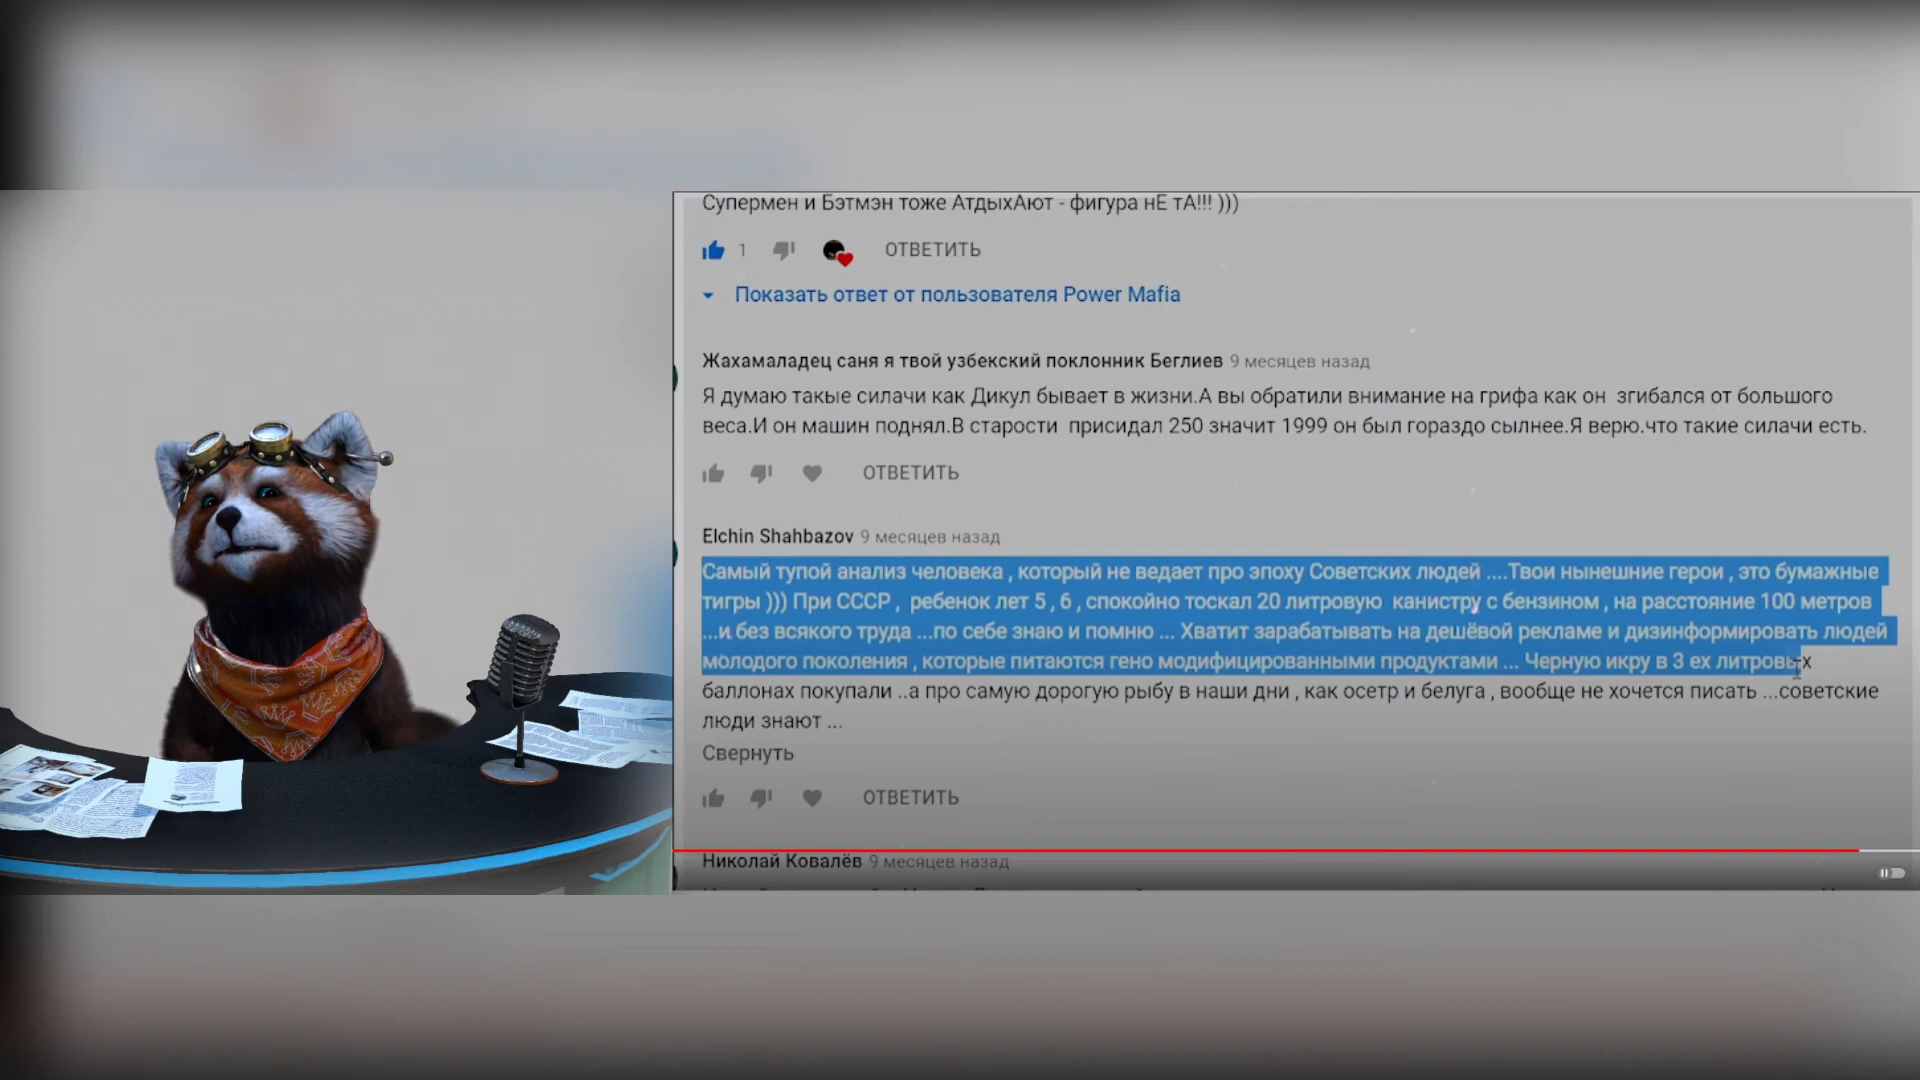 Супермен и Бэтмэн тоже АтдыхАют - фигура нЕ тА!!! )))
1 ОТВЕТИТЬ
Показать ответ от пользователя Power Mafia
Жахамаладец саня я твой узбекский поклонник Беглиев 9 месяцев назад
Я думаю такые силачи как Дикул бывает в жизни.А вы обратили внимание на грифа как он згибался от большого
веса.И он машин поднял.В старости присидал 250 значит 1999 он был гораздо сылнее.Я верю.что такие силачи есть.
ОТВЕТИТЬ
Elchin Shahbazov 9 месяцев назад
Самый тупой анализ человека , который не ведает про эпоху Советских людей ....Твои нынешние герои , это бумажные
тигры ))) При СССР , ребенок лет 5 , 6 , спокойно тоскал 20 литровую канистру с бензином , на расстояние 100 метров
...и без всякого труда ...по себе знаю и помню ... Хватит зарабатывать на дешёвой рекламе и дизинформировать людей
молодого поколения , которые питаются гено модифицированными продуктами ... Черную икру в 3 ех литровых
баллонах покупали ..а про самую дорогую рыбу в наши дни , как осетр и белуга , вообще не хочется писать ...советские
люди знают ...
Свернуть
ОТВЕТИТЬ
Николай Ковалёв 9 месяцев назад